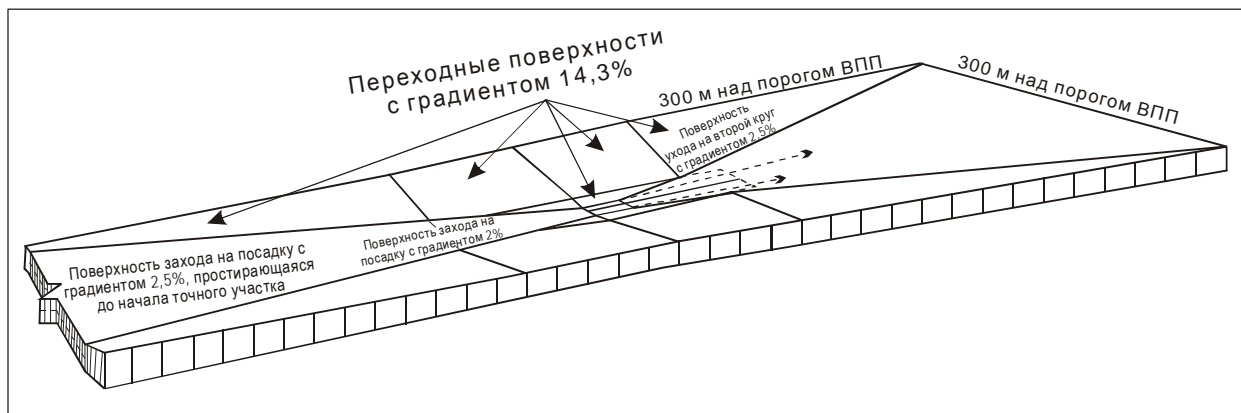 Переходные поверхности
с градиентом 14,3%
300 м над порогом ВПП
300 м над порогом ВПП
Поверхность
ухода на второй круг
с градиентом 2,5%
Поверхность захода на
посадку с градиентом 2%
Поверхность захода на посадку с
градиентом 2,5%, простирающаяся
до начала точного участка